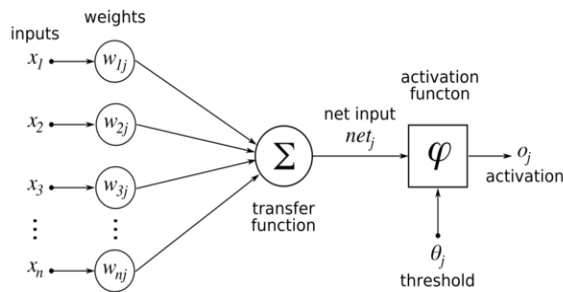 inputs
weights
x₁
w₁ⱼ
x₂
w₂ⱼ
x₃
w₃ⱼ
⋮
⋮
xₙ
wₙⱼ
Σ
transfer
function
net input
netⱼ
activation
functon
φ
oⱼ
activation
θⱼ
threshold